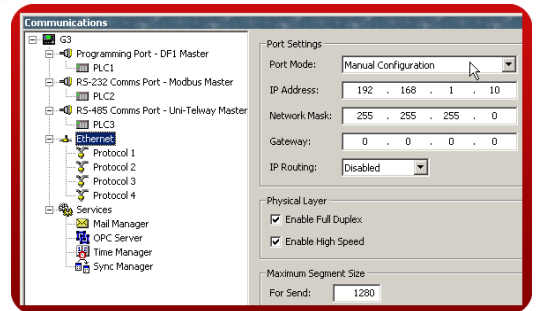 Communications
G3
Programming Port - DF1 Master
PLC1
RS-232 Comms Port - Modbus Master
PLC2
RS-485 Comms Port - Uni-Telway Master
PLC3
Ethernet
Protocol 1
Protocol 2
Protocol 3
Protocol 4
Services
Mail Manager
OPC Server
Time Manager
Sync Manager
Port Settings
Port Mode: Manual Configuration
IP Address: 192 . 168 . 1 . 10
Network Mask: 255 . 255 . 255 . 0
Gateway: 0 . 0 . 0 . 0
IP Routing: Disabled
Physical Layer
Enable Full Duplex
Enable High Speed
Maximum Segment Size
For Send: 1280